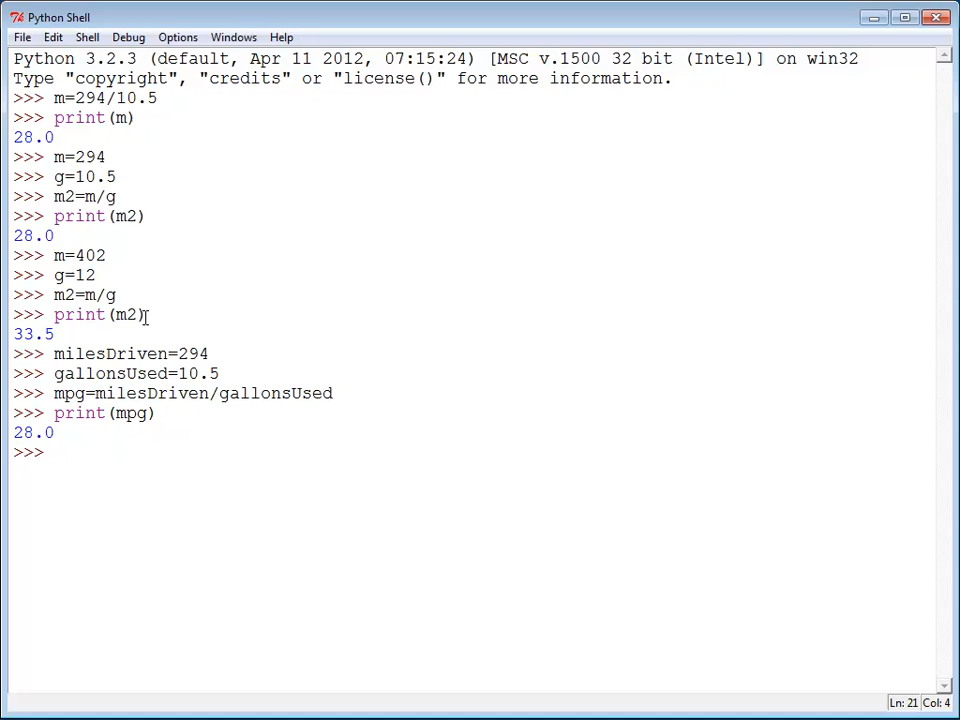 Python Shell
File Edit Shell Debug Options Windows Help
Python 3.2.3 (default, Apr 11 2012, 07:15:24) [MSC v.1500 32 bit (Intel)] on win32
Type "copyright", "credits" or "license()" for more information.
>>> m=294/10.5
>>> print(m)
28.0
>>> m=294
>>> g=10.5
>>> m2=m/g
>>> print(m2)
28.0
>>> m=402
>>> g=12
>>> m2=m/g
>>> print(m2)
33.5
>>> milesDriven=294
>>> gallonsUsed=10.5
>>> mpg=milesDriven/gallonsUsed
>>> print(mpg)
28.0
>>>
Ln: 21 Col: 4